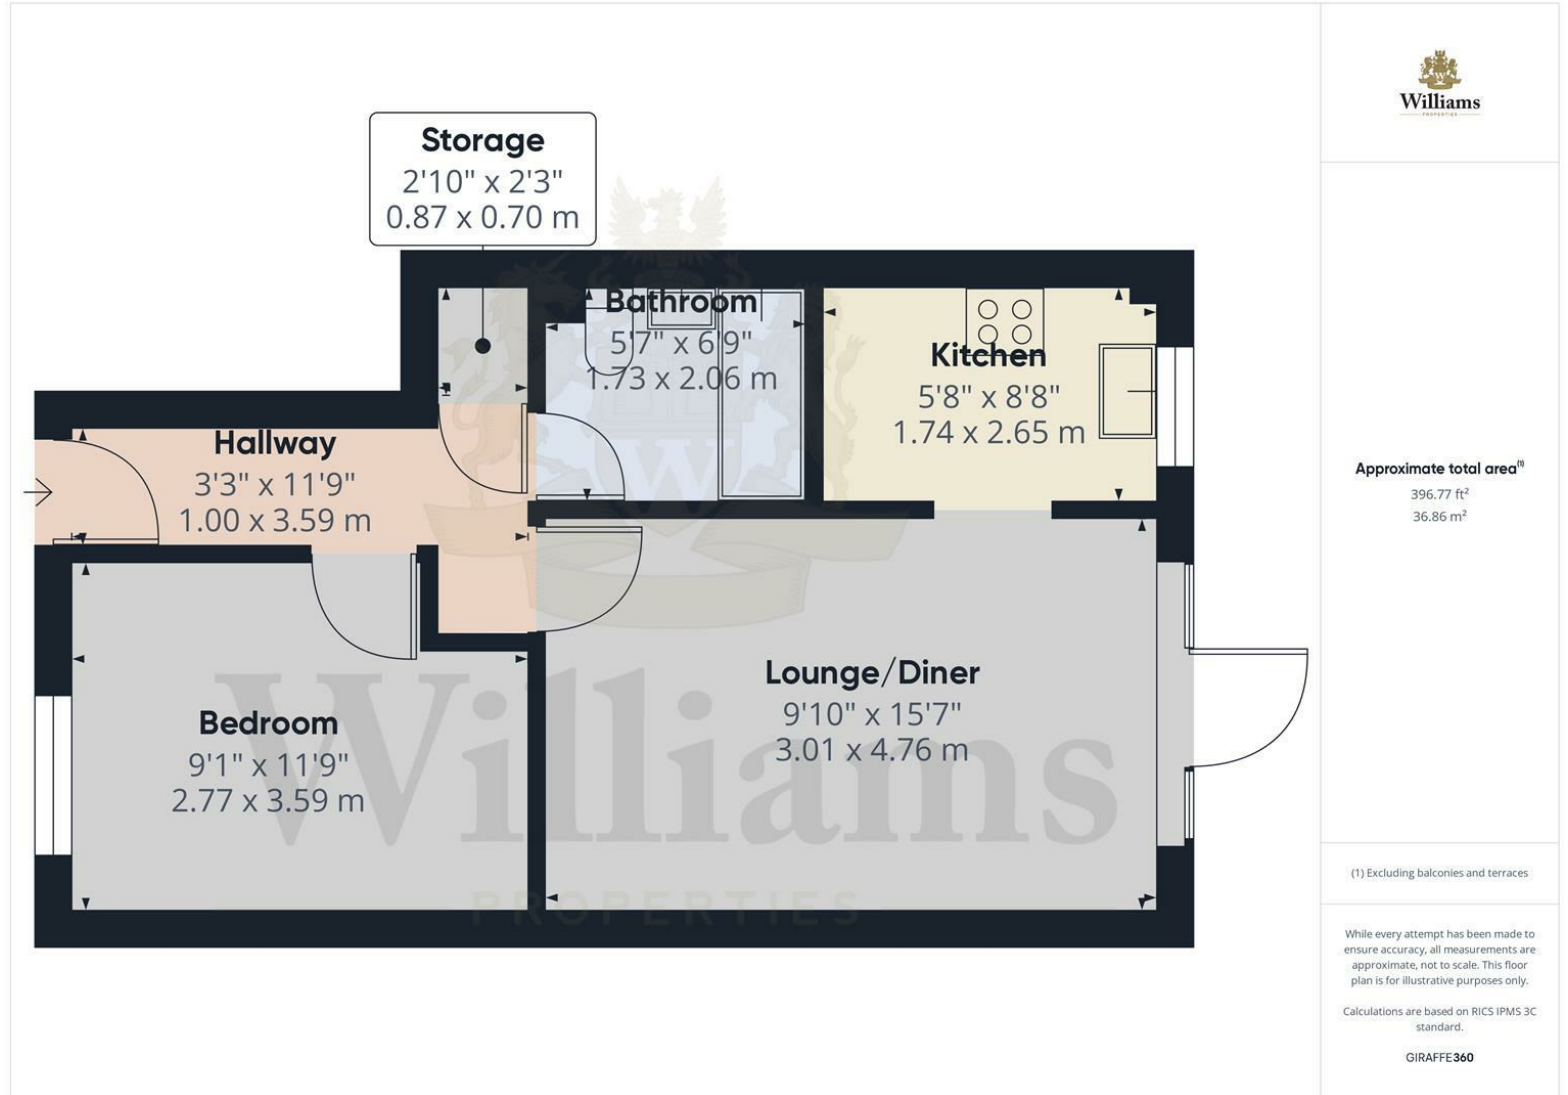 Storage
2'10" x 2'3"
0.87 x 0.70 m
Bathroom
5'7" x 6'9"
1.73 x 2.06 m
Kitchen
5'8" x 8'8"
1.74 x 2.65 m
Hallway
3'3" x 11'9"
1.00 x 3.59 m
Lounge/Diner
9'10" x 15'7"
3.01 x 4.76 m
Bedroom
9'1" x 11'9"
2.77 x 3.59 m
W
Williams
PROPERTIES
W
Williams
PROPERTIES
Approximate total area(1)
396.77 ft²
36.86 m²
(1) Excluding balconies and terraces
While every attempt has been made to
ensure accuracy, all measurements are
approximate, not to scale. This floor
plan is for illustrative purposes only.
Calculations are based on RICS IPMS 3C
standard.
GIRAFFE360